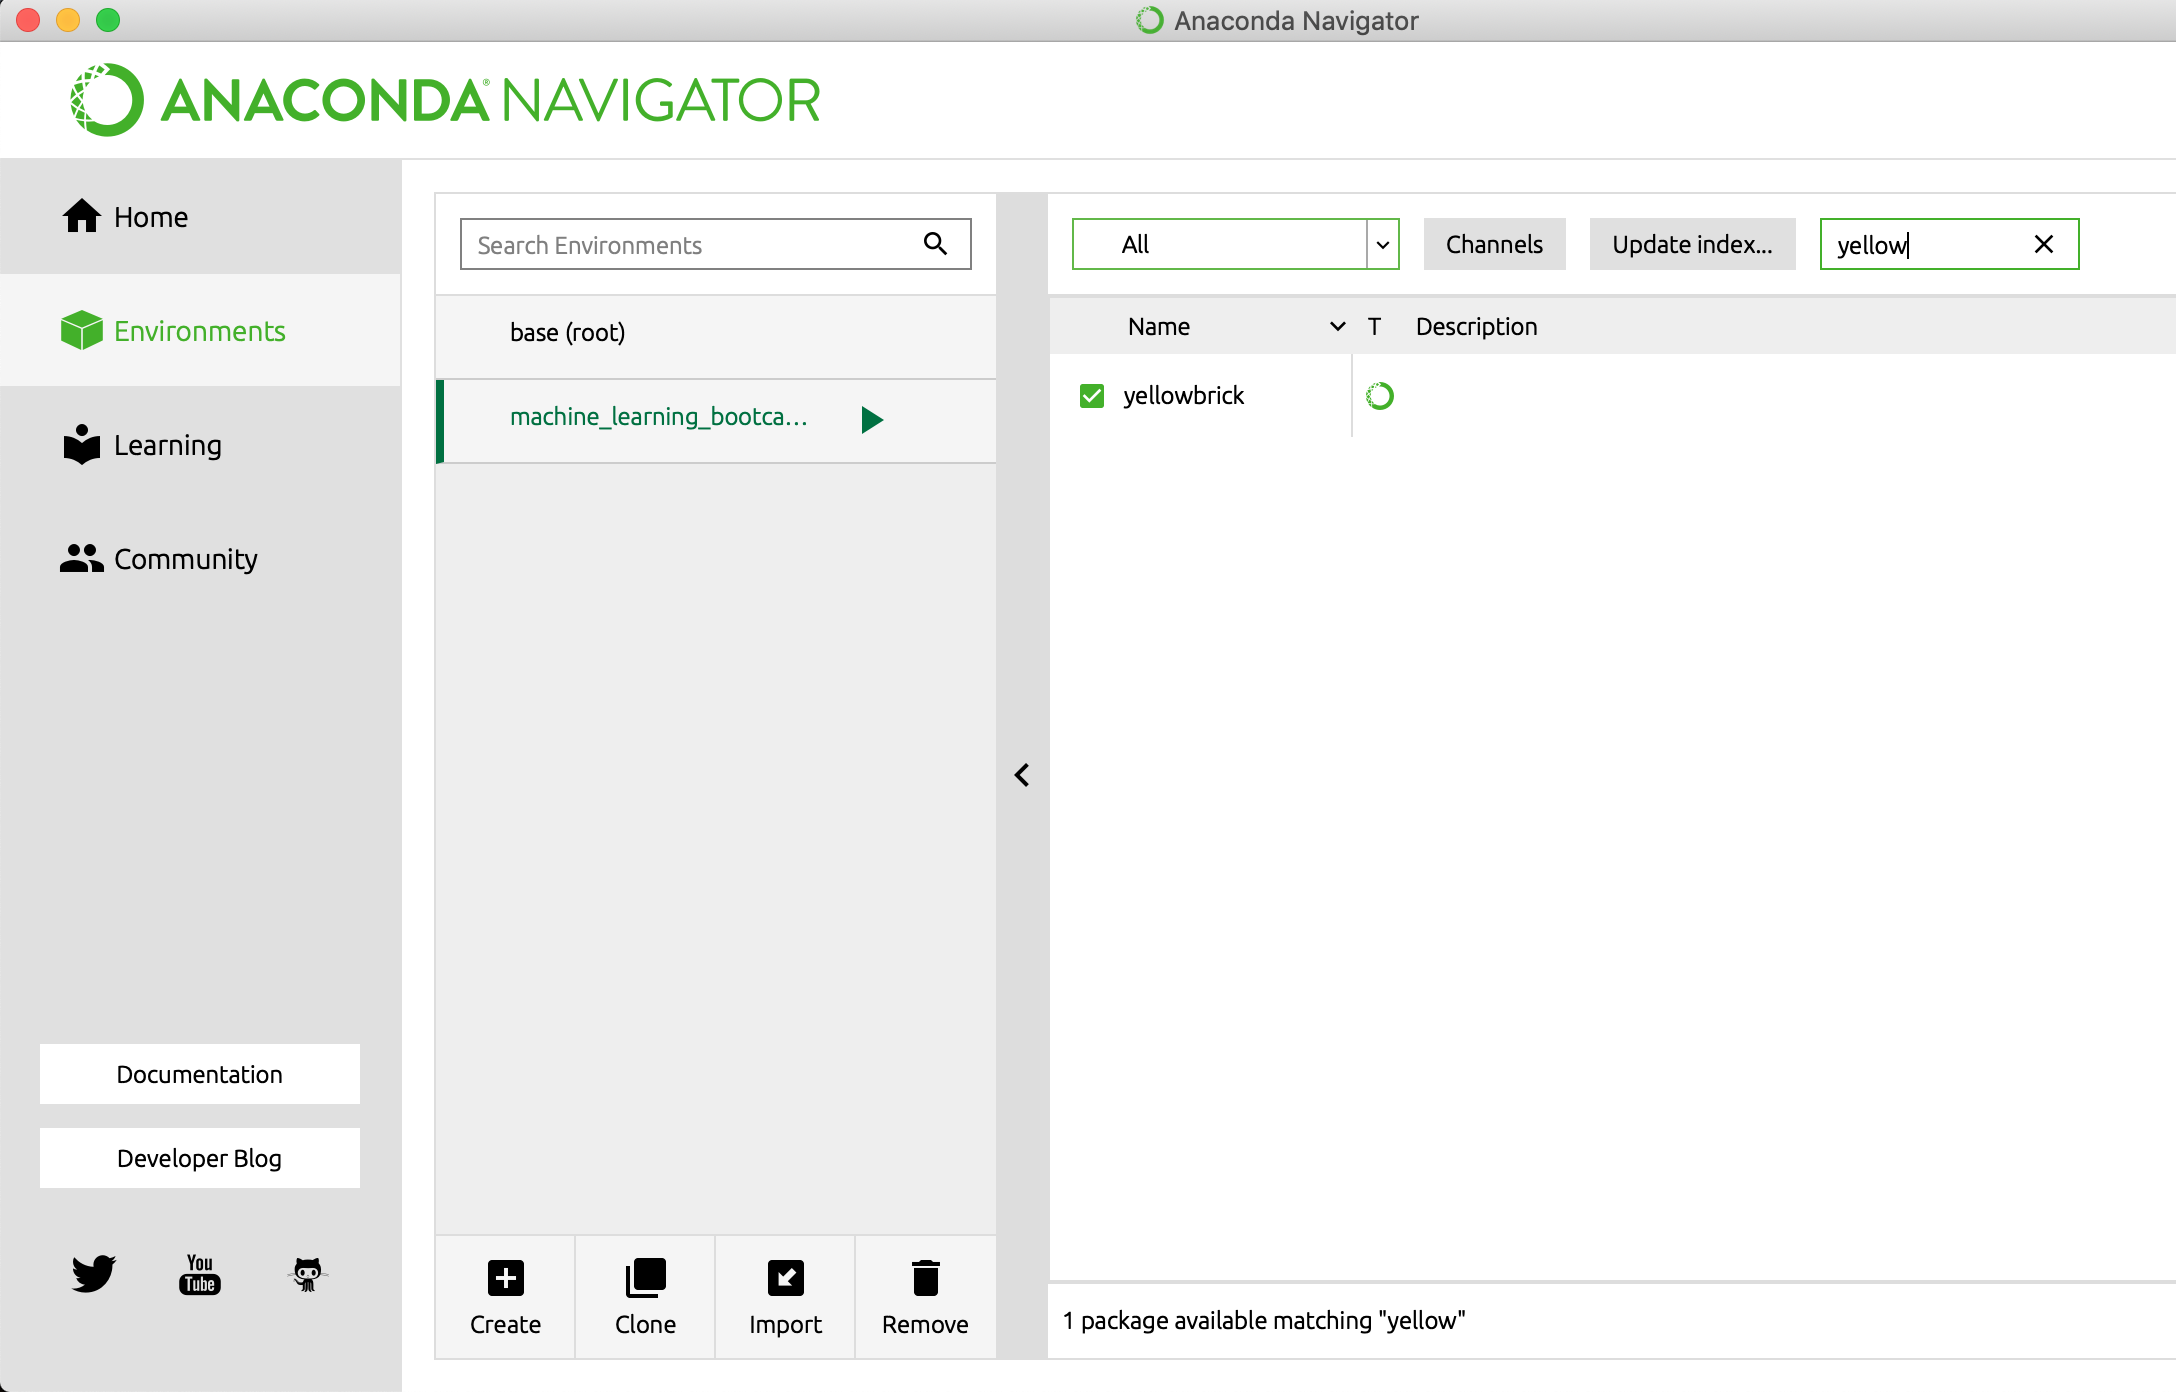 Anaconda Navigator
ANACONDA® NAVIGATOR
Home
Environments
Learning
Community
Documentation
Developer Blog
You
Tube
Search Environments
base (root)
machine_learning_bootca...
Create
Clone
Import
Remove
All
Channels
Update index...
yellow
Name T Description
yellowbrick
1 package available matching "yellow"